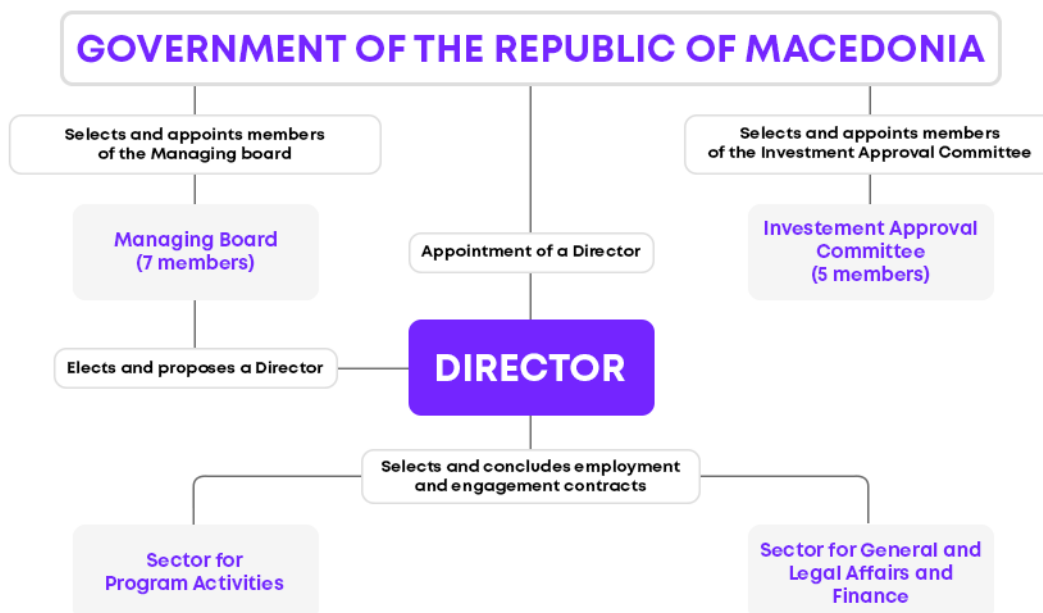 GOVERNMENT OF THE REPUBLIC OF MACEDONIA
Selects and appoints members
of the Managing board
Selects and appoints members
of the Investment Approval Committee
Managing Board
(7 members)
Appointment of a Director
Investement Approval
Committee
(5 members)
Elects and proposes a Director
DIRECTOR
Selects and concludes employment
and engagement contracts
Sector for
Program Activities
Sector for General and
Legal Affairs and
Finance